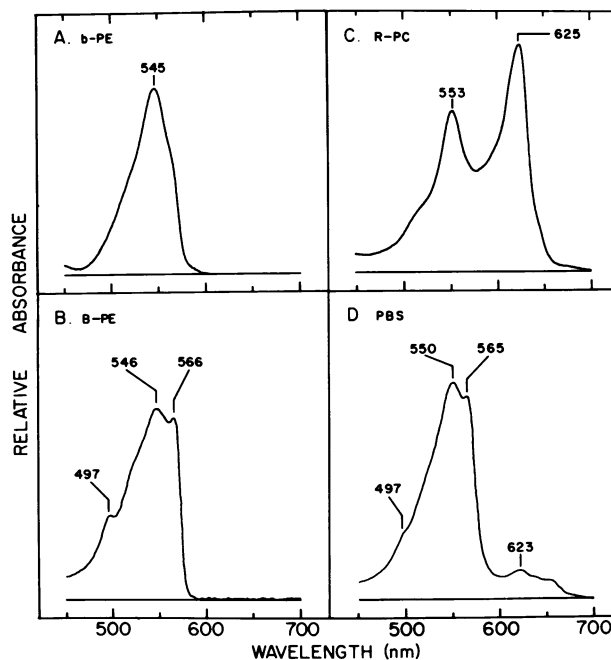 A. b-PE
545
C. R-PC
625
553
B. B-PE
546 566
497
D PBS
550 565
497
623
500 600 700
500 600 700
WAVELENGTH (nm)
RELATIVE ABSORBANCE